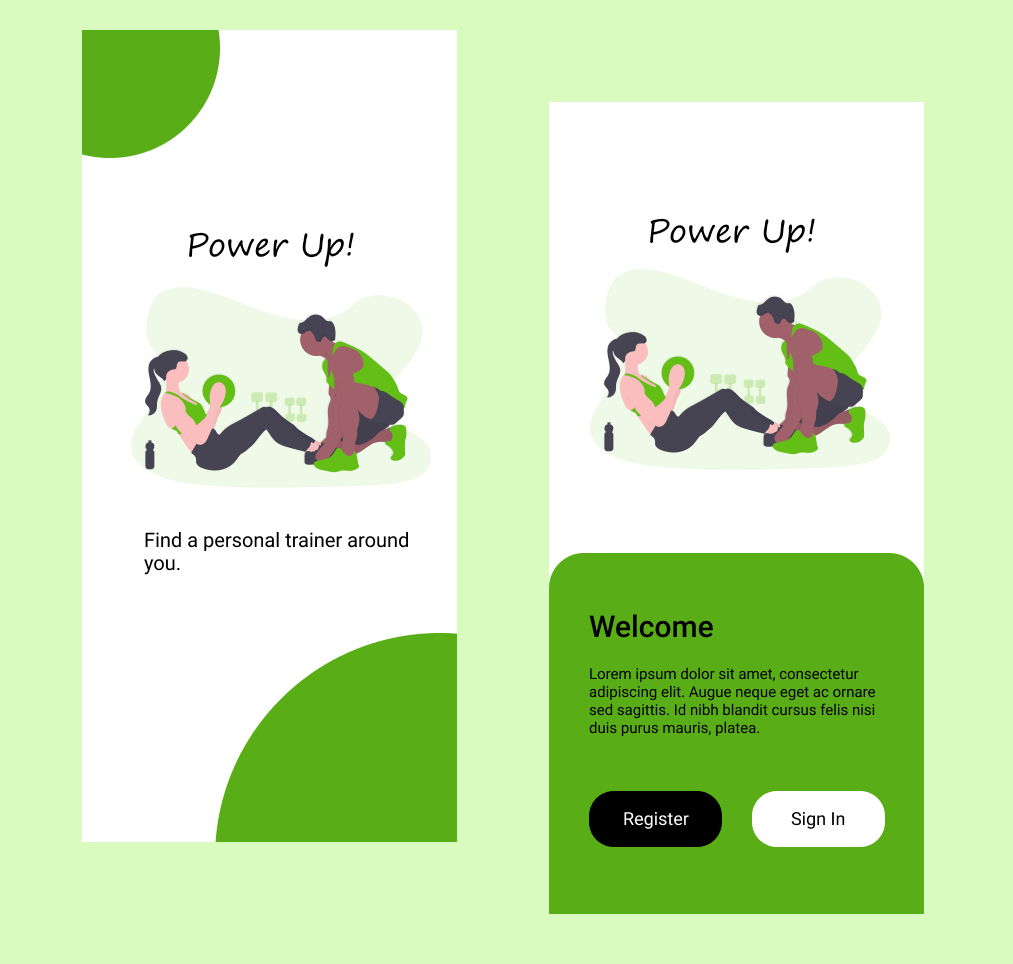 Power Up!
Find a personal trainer around
you.
Power Up!
Welcome
Lorem ipsum dolor sit amet, consectetur
adipiscing elit. Augue neque eget ac ornare
sed sagittis. Id nibh blandit cursus felis nisi
duis purus mauris, platea.
Register
Sign In